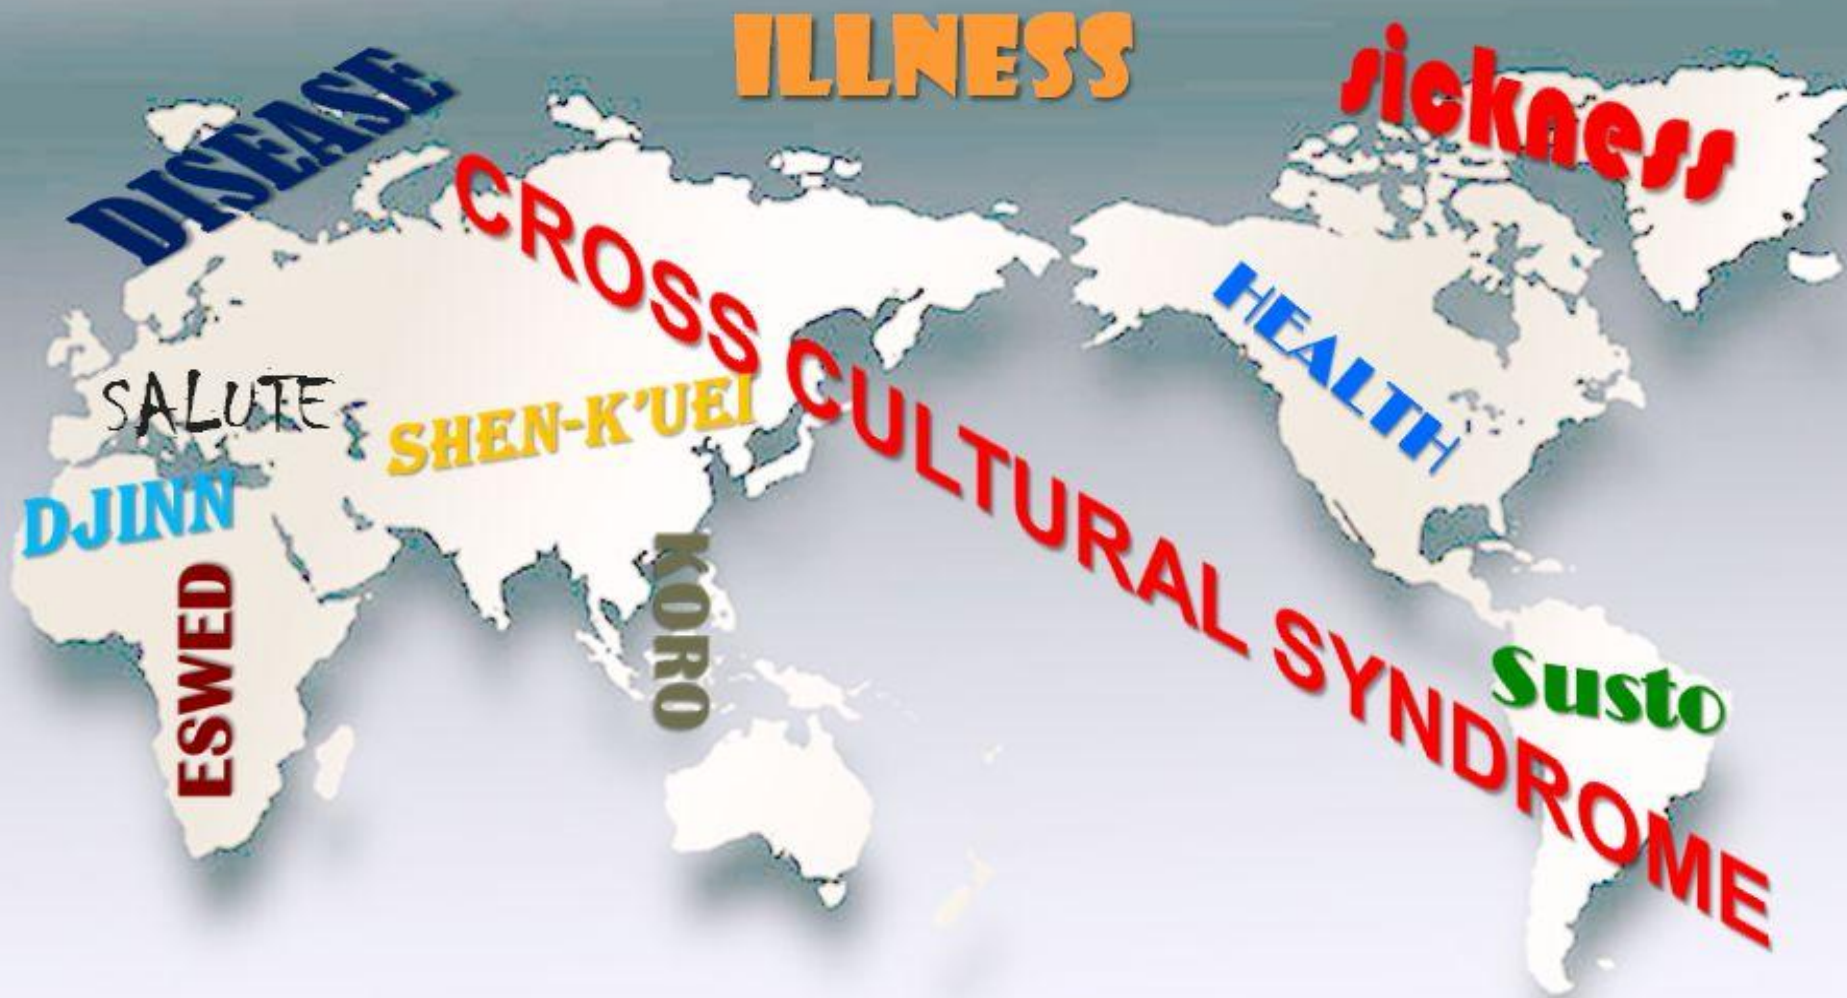 ILLNESS
sickness
DISEASE
CROSS CULTURAL SYNDROME
HEALTH
SALUTE
SHEN-K'UEI
DJINN
KORO
ESWED
Susto